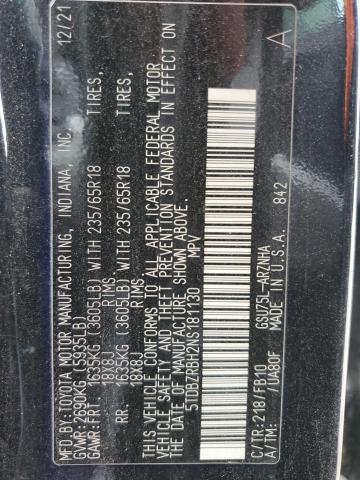 MFD. BY: TOYOTA MOTOR MANUFACTURING, INDIANA, INC. 12/21
GVWR: 2690KG (5935LB)
GAWR: FRT. 1635KG (3605LB) WITH 235/65R18 TIRES,
18X8J RIMS
RR. 1635KG (3605LB) WITH 235/65R18 TIRES,
18X8J RIMS
THIS VEHICLE CONFORMS TO ALL APPLICABLE FEDERAL MOTOR
VEHICLE SAFETY AND THEFT PREVENTION STANDARDS IN EFFECT ON
THE DATE OF MANUFACTURE SHOWN ABOVE.
5TDBZRBH2NS181130 MPV
A
C/TR:218/FB10 GSU75L-ARZNHA
A/TM: /UA80F MADE IN U.S.A. 842